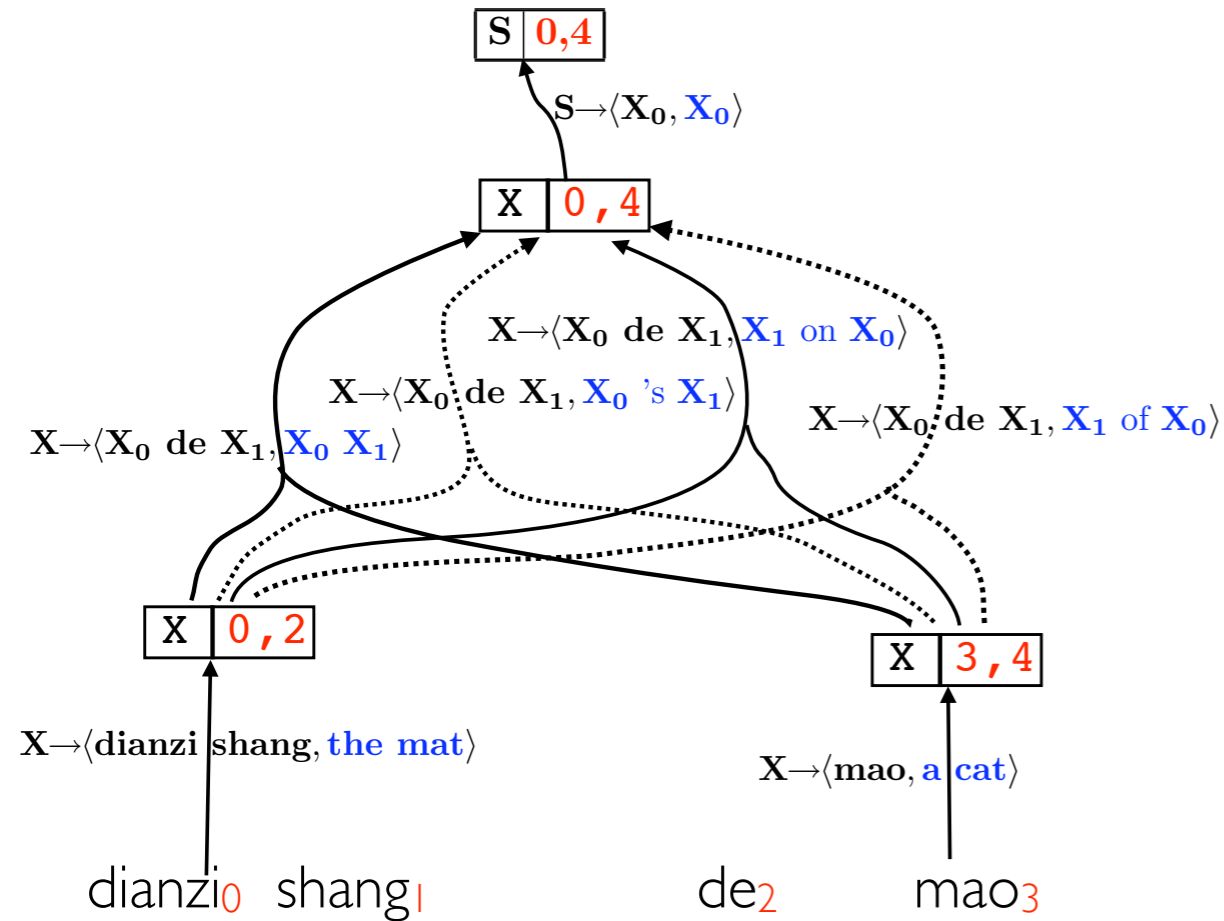 S 0,4
S→⟨X₀, X₀⟩
X 0,4
X→⟨X₀ de X₁, X₁ on X₀⟩
X→⟨X₀ de X₁, X₀ 's X₁⟩
X→⟨X₀ de X₁, X₁ of X₀⟩
X→⟨X₀ de X₁, X₀ X₁⟩
X 0,2
X 3,4
X→⟨dianzi shang, the mat⟩
X→⟨mao, a cat⟩
dianzi₀ shang₁ de₂ mao₃